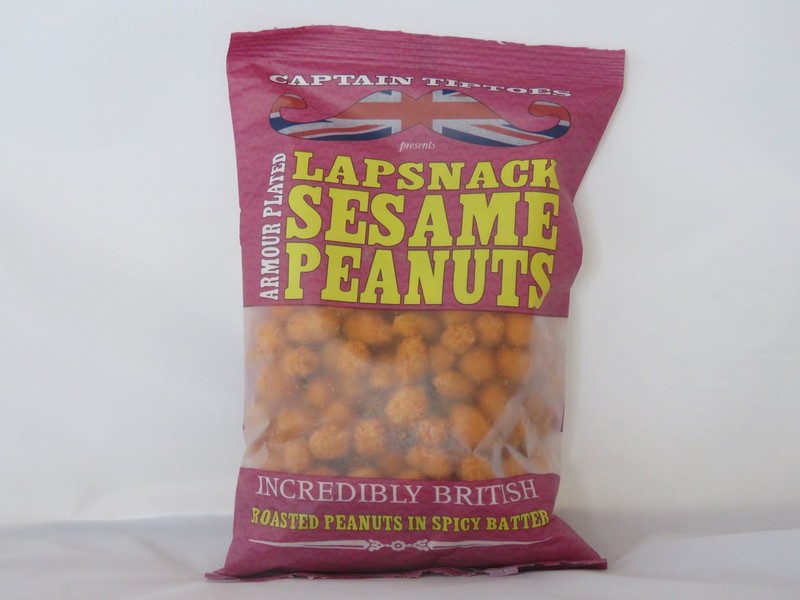 CAPTAIN TIPTOES
presents
ARMOUR PLATED
LAPSNACK
SESAME
PEANUTS
INCREDIBLY BRITISH
ROASTED PEANUTS IN SPICY BATTER